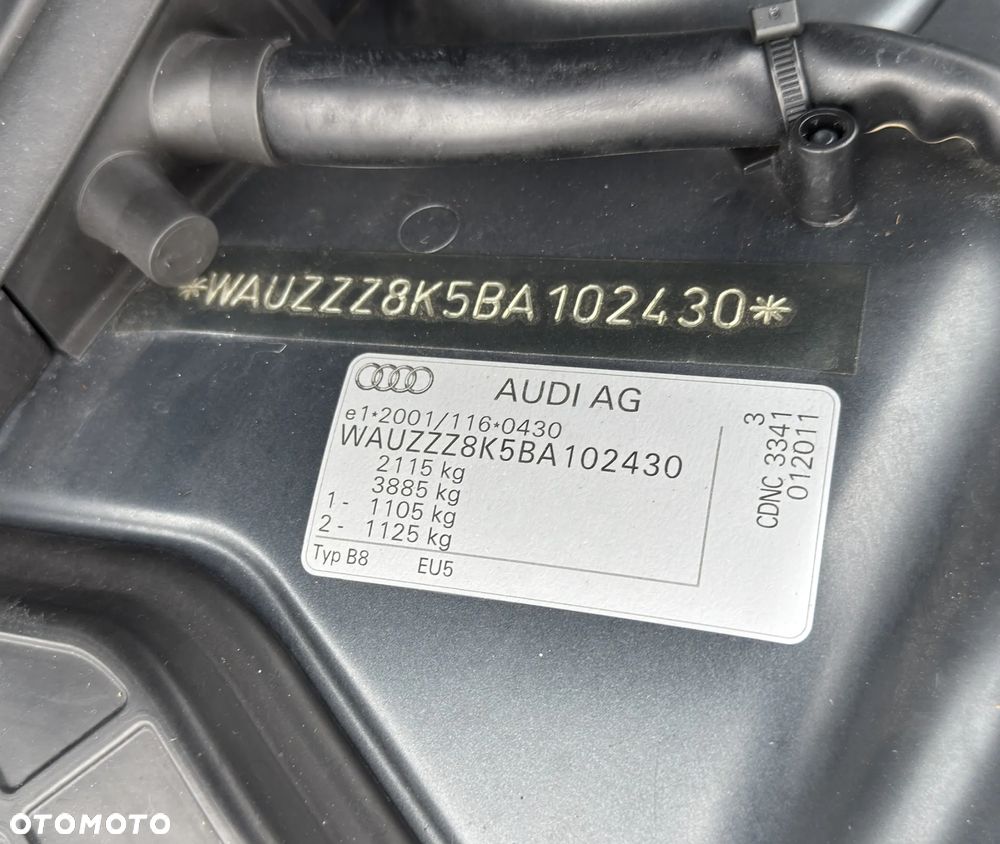 *WAUZZZ8K5BA102430*
AUDI AG
e1*2001/116*0430
WAUZZZ8K5BA102430
2115 kg
3885 kg
1 - 1105 kg
2 - 1125 kg
Typ B8 EU5
3
CDNC 3341
012011
OTOMOTO